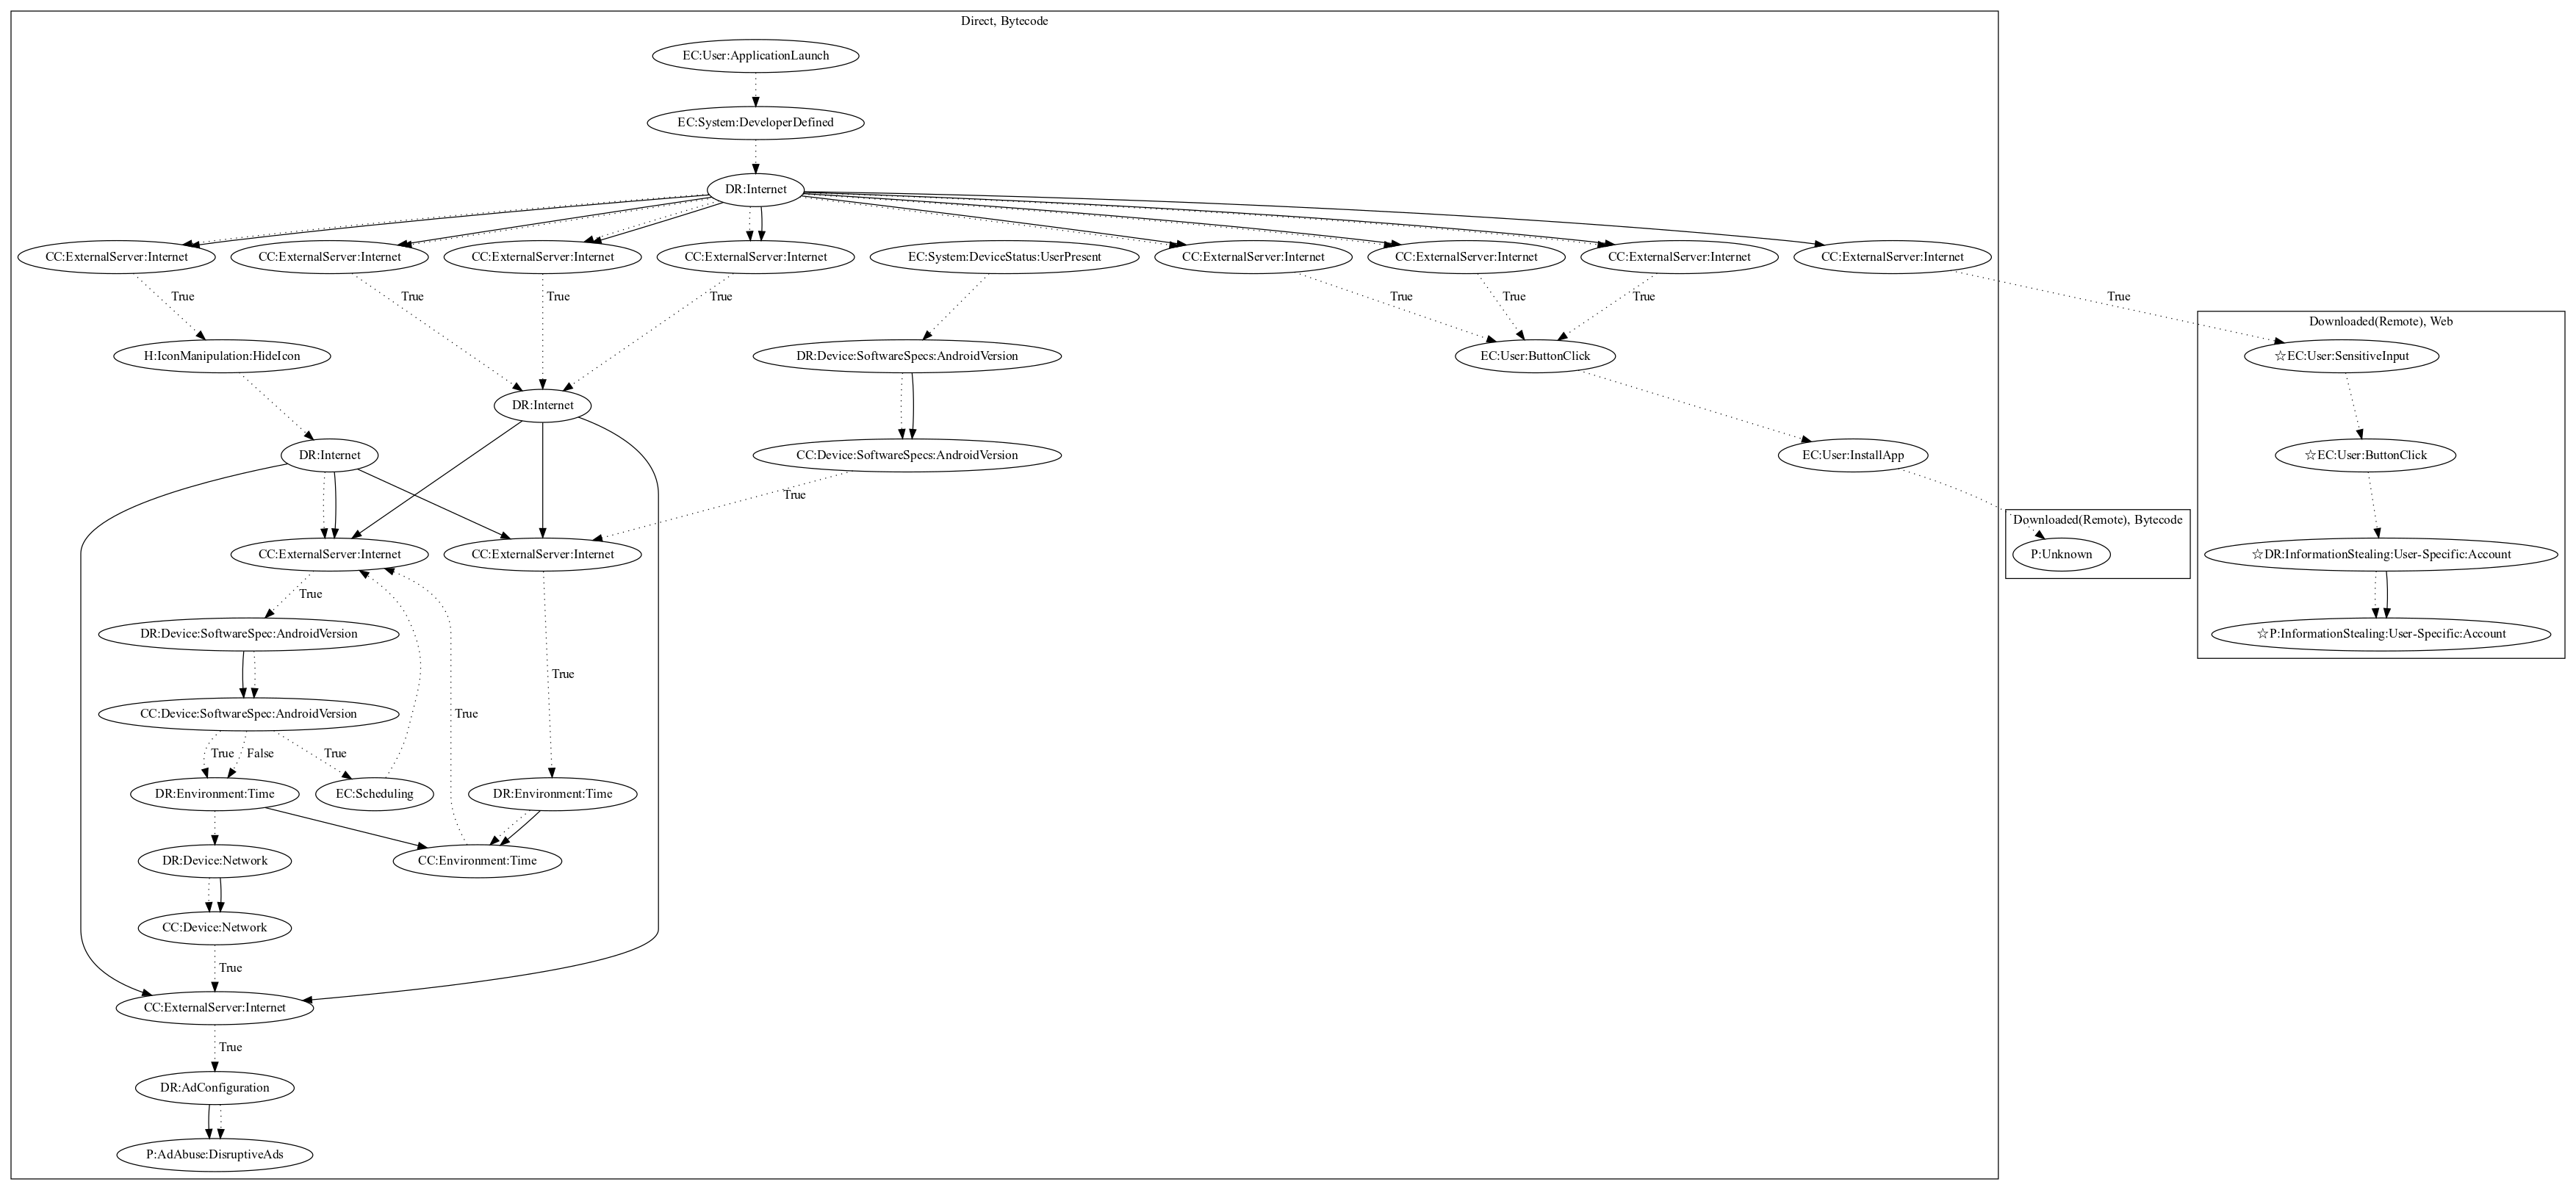 Direct, Bytecode
EC:User:ApplicationLaunch
EC:System:DeveloperDefined
DR:Internet
CC:ExternalServer:Internet
CC:ExternalServer:Internet
CC:ExternalServer:Internet
CC:ExternalServer:Internet
EC:System:DeviceStatus:UserPresent
CC:ExternalServer:Internet
CC:ExternalServer:Internet
CC:ExternalServer:Internet
CC:ExternalServer:Internet
True
True
True
True
True
True
True
True
Downloaded(Remote), Web
H:IconManipulation:HideIcon
DR:Device:SoftwareSpecs:AndroidVersion
EC:User:ButtonClick
☆EC:User:SensitiveInput
DR:Internet
DR:Internet
CC:Device:SoftwareSpecs:AndroidVersion
EC:User:InstallApp
☆EC:User:ButtonClick
True
Downloaded(Remote), Bytecode
CC:ExternalServer:Internet
CC:ExternalServer:Internet
P:Unknown
☆DR:InformationStealing:User-Specific:Account
True
DR:Device:SoftwareSpec:AndroidVersion
☆P:InformationStealing:User-Specific:Account
True
CC:Device:SoftwareSpec:AndroidVersion
True
True
False
True
DR:Environment:Time
EC:Scheduling
DR:Environment:Time
DR:Device:Network
CC:Environment:Time
CC:Device:Network
True
CC:ExternalServer:Internet
True
DR:AdConfiguration
P:AdAbuse:DisruptiveAds